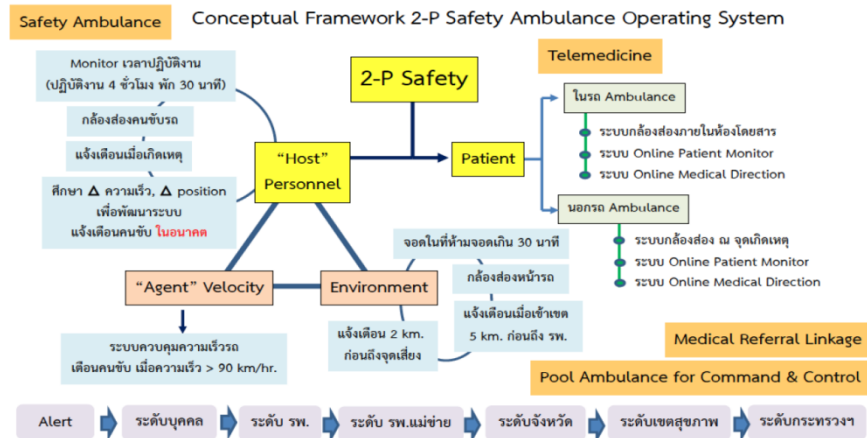 Safety Ambulance
Conceptual Framework 2-P Safety Ambulance Operating System
Monitor เวลาปฏิบัติงาน
(ปฏิบัติงาน 4 ชั่วโมง พัก 30 นาที)
กล้องส่องคนขับรถ
แจ้งเตือนเมื่อเกิดเหตุ
ศึกษา Δ ความเร็ว, Δ position
เพื่อพัฒนาระบบ
แจ้งเตือนคนขับ ในอนาคต
2-P Safety
"Host"
Personnel
Patient
Telemedicine
ในรถ Ambulance
ระบบกล้องส่องภายในห้องโดยสาร
ระบบ Online Patient Monitor
ระบบ Online Medical Direction
นอกรถ Ambulance
ระบบกล้องส่อง ณ จุดเกิดเหตุ
ระบบ Online Patient Monitor
ระบบ Online Medical Direction
"Agent" Velocity
ระบบควบคุมความเร็วรถ
เตือนคนขับ เมื่อความเร็ว > 90 km/hr.
Environment
จอดในที่ห้ามจอดเกิน 30 นาที
กล้องส่องหน้ารถ
แจ้งเตือนเมื่อเข้าเขต
5 km. ก่อนถึง รพ.
แจ้งเตือน 2 km.
ก่อนถึงจุดเสี่ยง
Medical Referral Linkage
Pool Ambulance for Command & Control
Alert
ระดับบุคคล
ระดับ รพ.
ระดับ รพ.แม่ข่าย
ระดับจังหวัด
ระดับเขตสุขภาพ
ระดับกระทรวงฯ